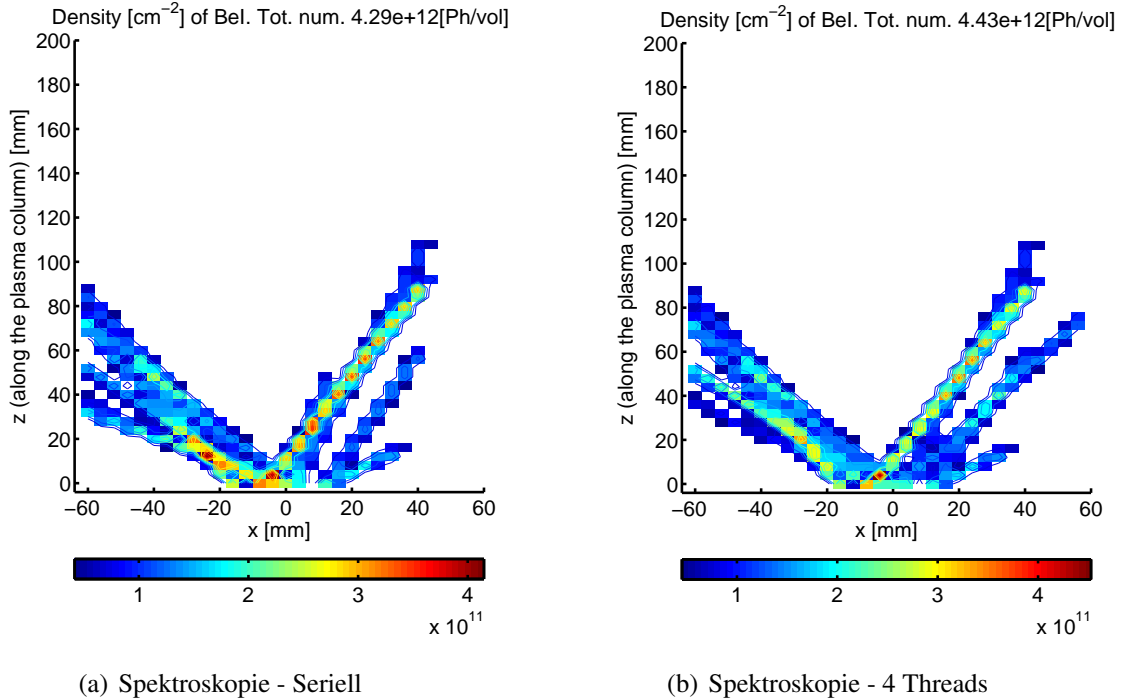 Density [cm⁻²] of BeI. Tot. num. 4.29e+12[Ph/vol]
200
180
160
140
120
100
80
60
40
20
0
z (along the plasma column) [mm]
−60 −40 −20 0 20 40 60
x [mm]
1 2 3 4
x 10¹¹
(a) Spektroskopie - Seriell
Density [cm⁻²] of BeI. Tot. num. 4.43e+12[Ph/vol]
200
180
160
140
120
100
80
60
40
20
0
z (along the plasma column) [mm]
−60 −40 −20 0 20 40 60
x [mm]
1 2 3 4
x 10¹¹
(b) Spektroskopie - 4 Threads